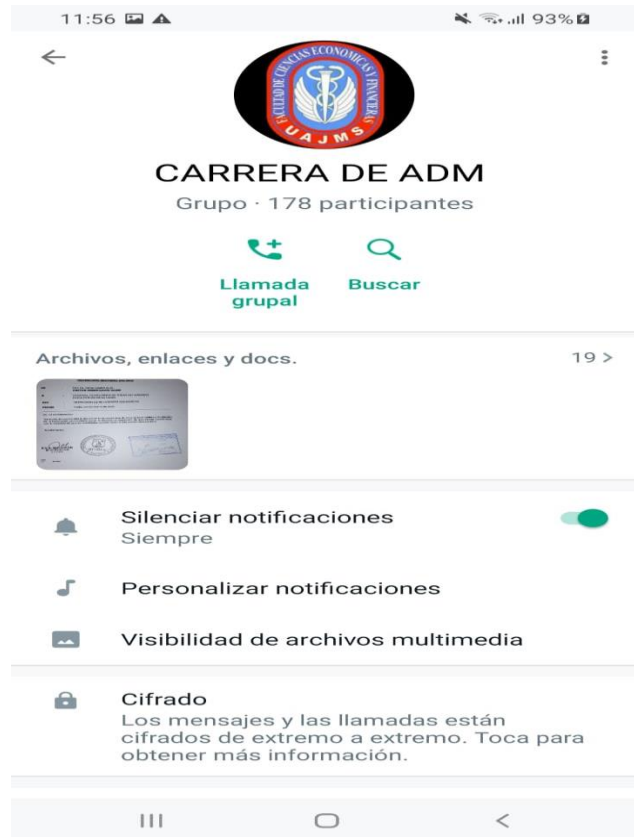 11:56 93%
FACULTAD DE CIENCIAS ECONOMICAS Y FINANCIERAS
UAJMS
CARRERA DE ADM
Grupo · 178 participantes
Llamada grupal
Buscar
Archivos, enlaces y docs. 19 >
Silenciar notificaciones
Siempre
Personalizar notificaciones
Visibilidad de archivos multimedia
Cifrado
Los mensajes y las llamadas están
cifrados de extremo a extremo. Toca para
obtener más información.